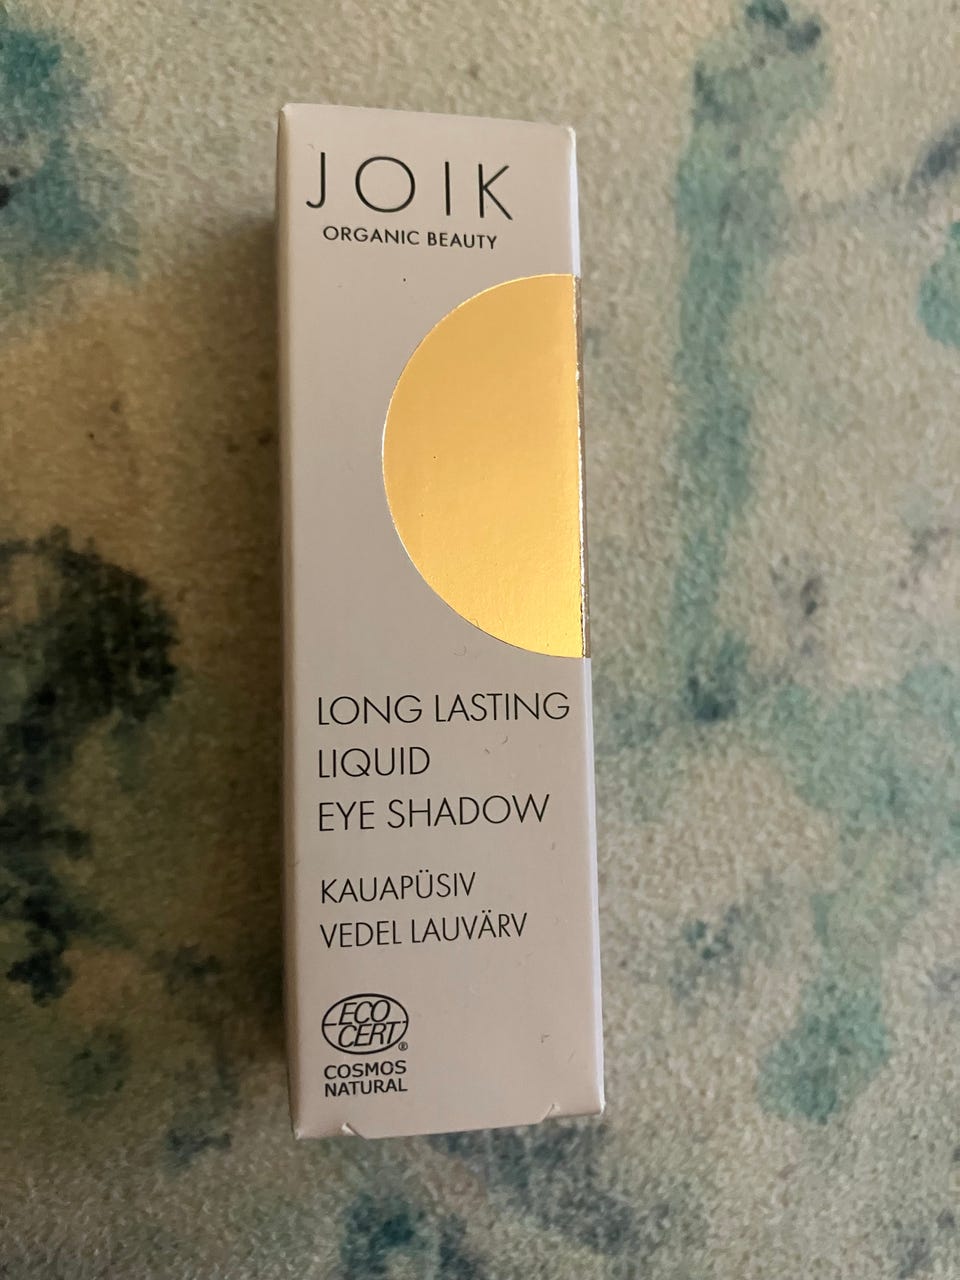 JOIK
ORGANIC BEAUTY
LONG LASTING
LIQUID
EYE SHADOW
KAUAPÜSIV
VEDEL LAUVÄRV
ECO
CERT®
COSMOS
NATURAL